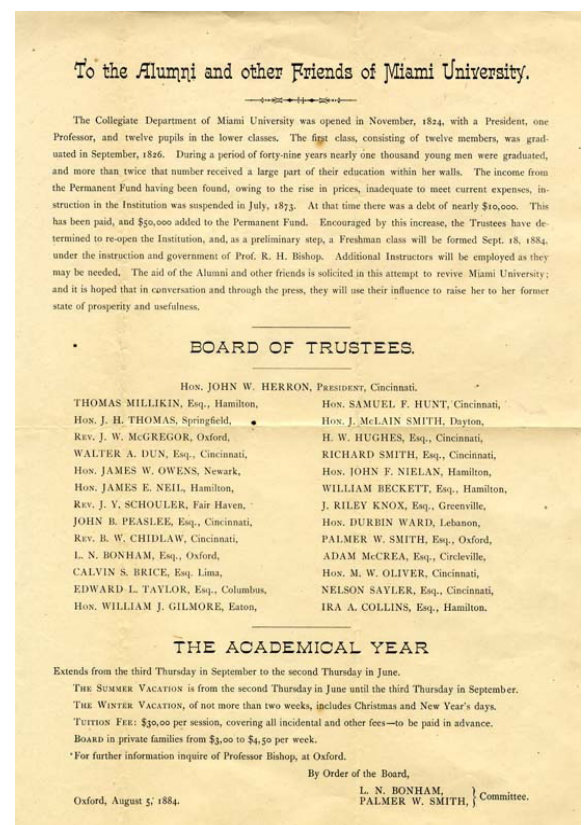 To the Alumni and other Friends of Miami University.
The Collegiate Department of Miami University was opened in November, 1824, with a President, one
Professor, and twelve pupils in the lower classes. The first class, consisting of twelve members, was grad-
uated in September, 1826. During a period of forty-nine years nearly one thousand young men were graduated,
and more than twice that number received a large part of their education within her walls. The income from
the Permanent Fund having been found, owing to the rise in prices, inadequate to meet current expenses, in-
struction in the Institution was suspended in July, 1873. At that time there was a debt of nearly $10,000. This
has been paid, and $50,000 added to the Permanent Fund. Encouraged by this increase, the Trustees have de-
termined to re-open the Institution, and, as a preliminary step, a Freshman class will be formed Sept. 18, 1884,
under the instruction and government of Prof. R. H. Bishop. Additional Instructors will be employed as they
may be needed. The aid of the Alumni and other friends is solicited in this attempt to revive Miami University;
and it is hoped that in conversation and through the press, they will use their influence to raise her to her former
state of prosperity and usefulness.
BOARD OF TRUSTEES.
Hon. JOHN W. HERRON, President, Cincinnati.
THOMAS MILLIKIN, Esq., Hamilton,
Hon. J. H. THOMAS, Springfield,
Rev. J. W. McGREGOR, Oxford,
WALTER A. DUN, Esq., Cincinnati,
Hon. JAMES W. OWENS, Newark,
Hon. JAMES E. NEIL, Hamilton,
Rev. J. Y. SCHOULER, Fair Haven,
JOHN B. PEASLEE, Esq., Cincinnati,
Rev. B. W. CHIDLAW, Cincinnati,
L. N. BONHAM, Esq., Oxford,
CALVIN S. BRICE, Esq. Lima,
EDWARD L. TAYLOR, Esq., Columbus,
Hon. WILLIAM J. GILMORE, Eaton,
Hon. SAMUEL F. HUNT, Cincinnati,
Hon. J. McLAIN SMITH, Dayton,
H. W. HUGHES, Esq., Cincinnati,
RICHARD SMITH, Esq., Cincinnati,
Hon. JOHN F. NIELAN, Hamilton,
WILLIAM BECKETT, Esq., Hamilton,
J. RILEY KNOX, Esq., Greenville,
Hon. DURBIN WARD, Lebanon,
PALMER W. SMITH, Esq., Oxford,
ADAM McCREA, Esq., Circleville,
Hon. M. W. OLIVER, Cincinnati,
NELSON SAYLER, Esq., Cincinnati,
IRA A. COLLINS, Esq., Hamilton.
THE ACADEMICAL YEAR
Extends from the third Thursday in September to the second Thursday in June.
The Summer Vacation is from the second Thursday in June until the third Thursday in September.
The Winter Vacation, of not more than two weeks, includes Christmas and New Year's days.
Tuition Fee: $30,00 per session, covering all incidental and other fees—to be paid in advance.
Board in private families from $3,00 to $4,50 per week.
For further information inquire of Professor Bishop, at Oxford.
By Order of the Board,
L. N. BONHAM,
PALMER W. SMITH, } Committee.
Oxford, August 5, 1884.